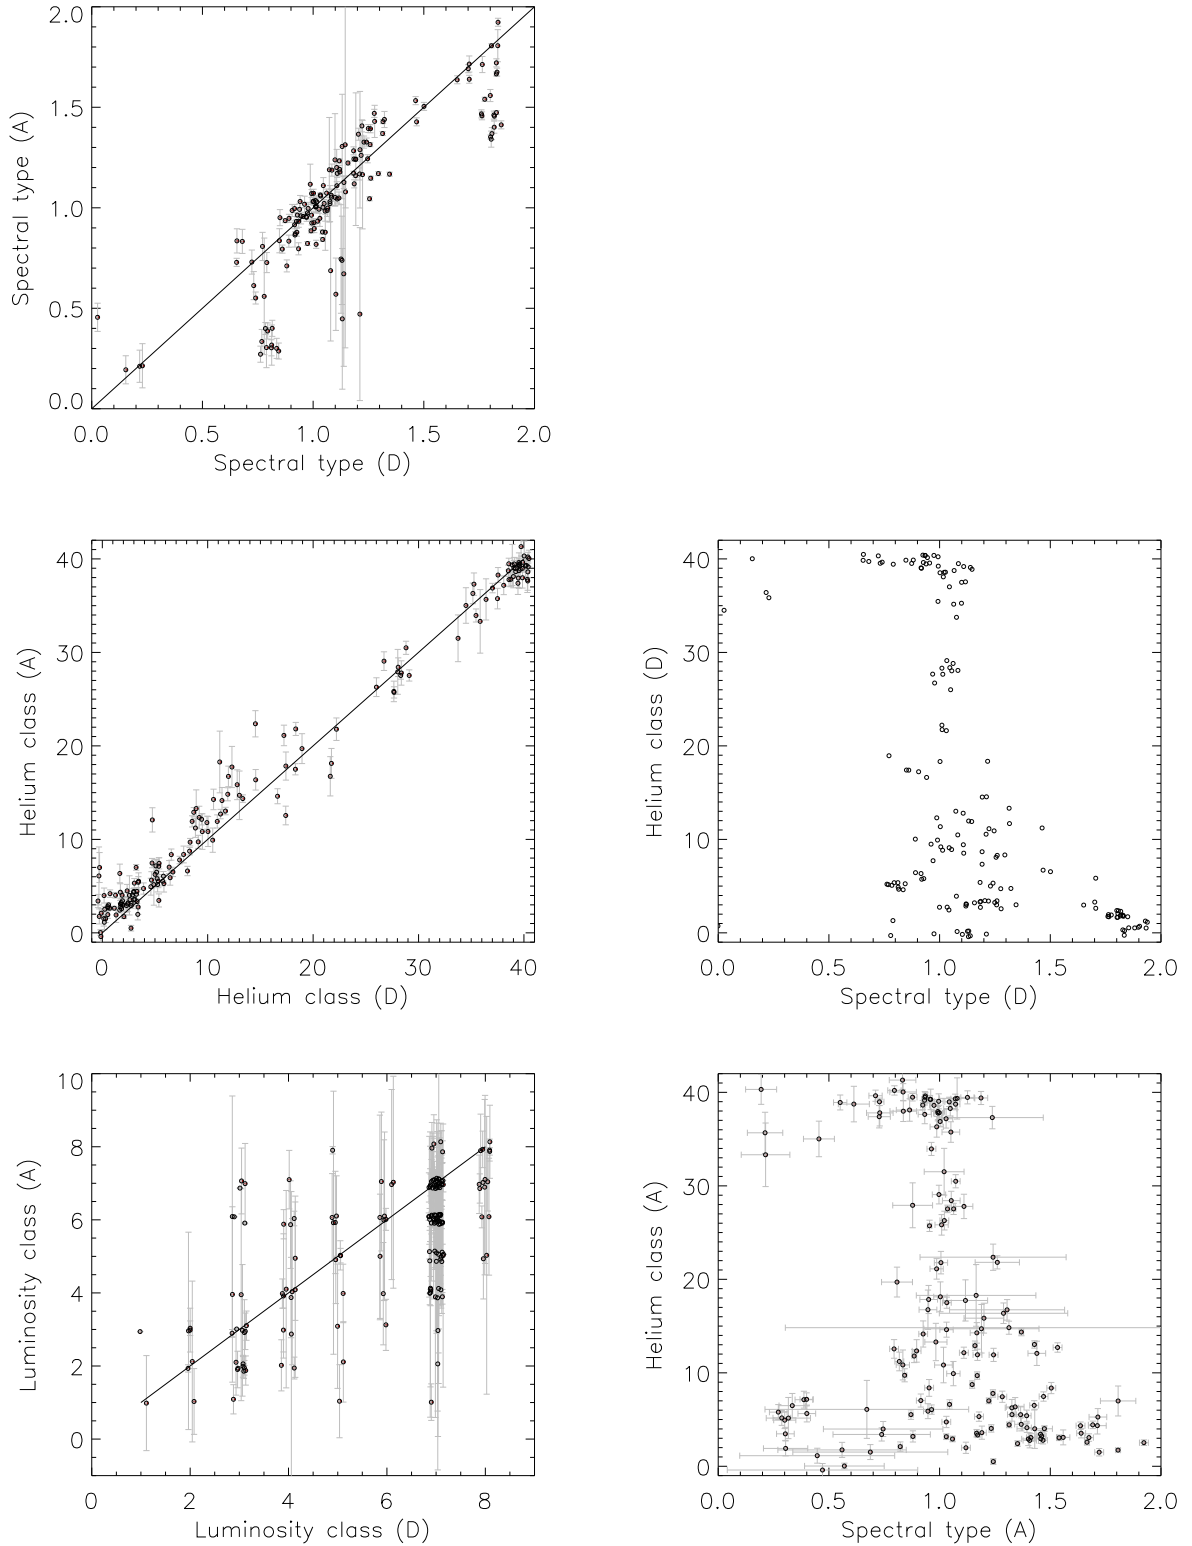 2.0
1.5
1.0
0.5
0.0
Spectral type (A)
0.0 0.5 1.0 1.5 2.0
Spectral type (D)
40
30
20
10
0
Helium class (A)
0 10 20 30 40
Helium class (D)
40
30
20
10
0
Helium class (D)
0.0 0.5 1.0 1.5 2.0
Spectral type (D)
10
8
6
4
2
0
Luminosity class (A)
0 2 4 6 8
Luminosity class (D)
40
30
20
10
0
Helium class (A)
0.0 0.5 1.0 1.5 2.0
Spectral type (A)